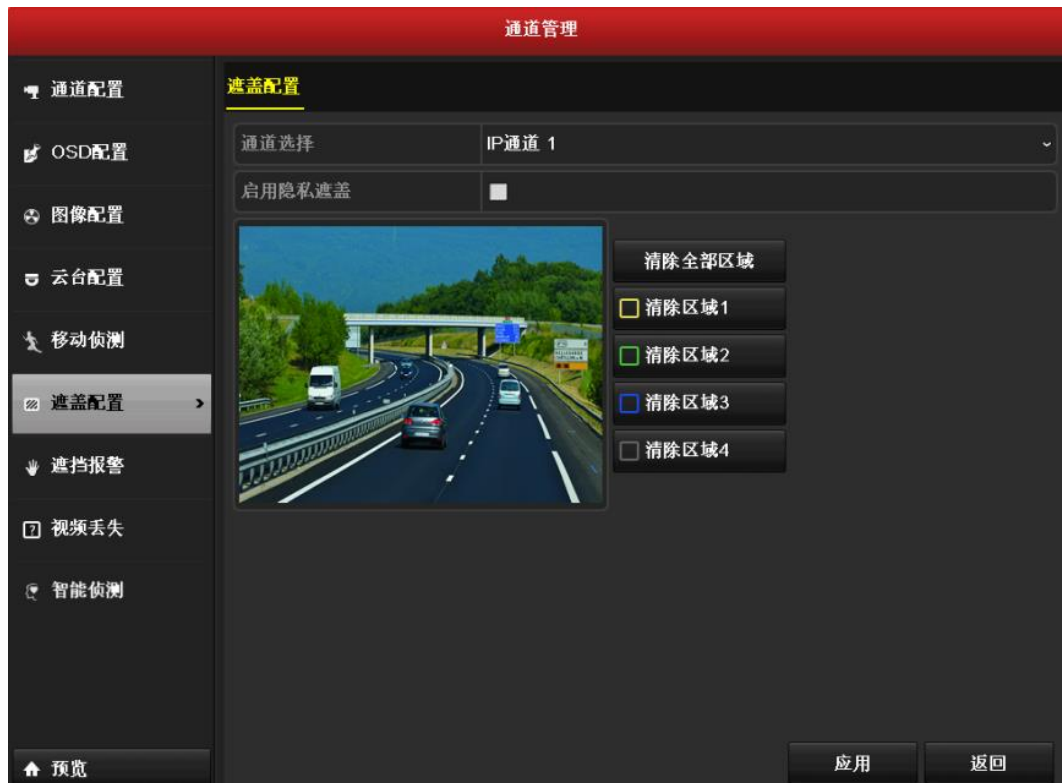 通道管理
通道配置
OSD配置
图像配置
云台配置
移动侦测
遮盖配置
遮挡报警
视频丢失
智能侦测
预览
遮盖配置
通道选择 IP通道 1
启用隐私遮盖
清除全部区域
清除区域1
清除区域2
清除区域3
清除区域4
应用 返回